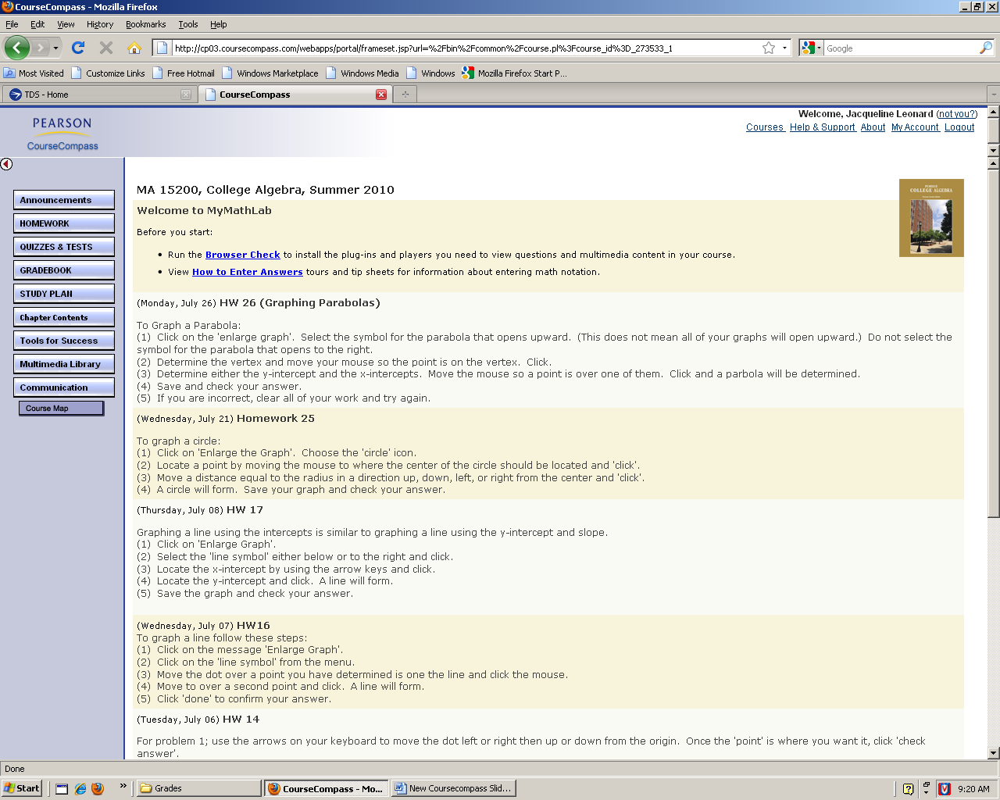 CourseCompass - Mozilla Firefox
File Edit View History Bookmarks Tools Help
http://cp03.coursecompass.com/webapps/portal/frameset.jsp?url=%2Fbin%2Fcommon%2Fcourse.pl%3Fcourse_id%3D_273533_1
Google
Most Visited Customize Links Free Hotmail Windows Marketplace Windows Media Windows Mozilla Firefox Start P...
TDS - Home CourseCompass
PEARSON
CourseCompass
Welcome, Jacqueline Leonard (not you?)
Courses Help & Support About My Account Logout
Announcements
HOMEWORK
QUIZZES & TESTS
GRADEBOOK
STUDY PLAN
Chapter Contents
Tools for Success
Multimedia Library
Communication
Course Map
MA 15200, College Algebra, Summer 2010
COLLEGE ALGEBRA
Welcome to MyMathLab
Before you start:
• Run the Browser Check to install the plug-ins and players you need to view questions and multimedia content in your course.
• View How to Enter Answers tours and tip sheets for information about entering math notation.
(Monday, July 26) HW 26 (Graphing Parabolas)
To Graph a Parabola:
(1) Click on the 'enlarge graph'. Select the symbol for the parabola that opens upward. (This does not mean all of your graphs will open upward.) Do not select the
symbol for the parabola that opens to the right.
(2) Determine the vertex and move your mouse so the point is on the vertex. Click.
(3) Determine either the y-intercept and the x-intercepts. Move the mouse so a point is over one of them. Click and a parbola will be determined.
(4) Save and check your answer.
(5) If you are incorrect, clear all of your work and try again.
(Wednesday, July 21) Homework 25
To graph a circle:
(1) Click on 'Enlarge the Graph'. Choose the 'circle' icon.
(2) Locate a point by moving the mouse to where the center of the circle should be located and 'click'.
(3) Move a distance equal to the radius in a direction up, down, left, or right from the center and 'click'.
(4) A circle will form. Save your graph and check your answer.
(Thursday, July 08) HW 17
Graphing a line using the intercepts is similar to graphing a line using the y-intercept and slope.
(1) Click on 'Enlarge Graph'.
(2) Select the 'line symbol' either below or to the right and click.
(3) Locate the x-intercept by using the arrow keys and click.
(4) Locate the y-intercept and click. A line will form.
(5) Save the graph and check your answer.
(Wednesday, July 07) HW16
To graph a line follow these steps:
(1) Click on the message 'Enlarge Graph'.
(2) Click on the 'line symbol' from the menu.
(3) Move the dot over a point you have determined is one the line and click the mouse.
(4) Move to over a second point and click. A line will form.
(5) Click 'done' to confirm your answer.
(Tuesday, July 06) HW 14
For problem 1; use the arrows on your keyboard to move the dot left or right then up or down from the origin. Once the 'point' is where you want it, click 'check
answer'.
Done
Start Grades CourseCompass - Mo... New Coursecompass Slid... 9:20 AM